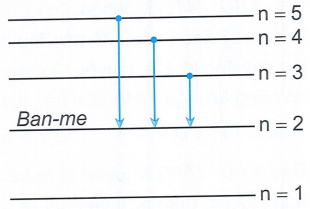 n = 5
n = 4
n = 3
Ban-me
n = 2
n = 1